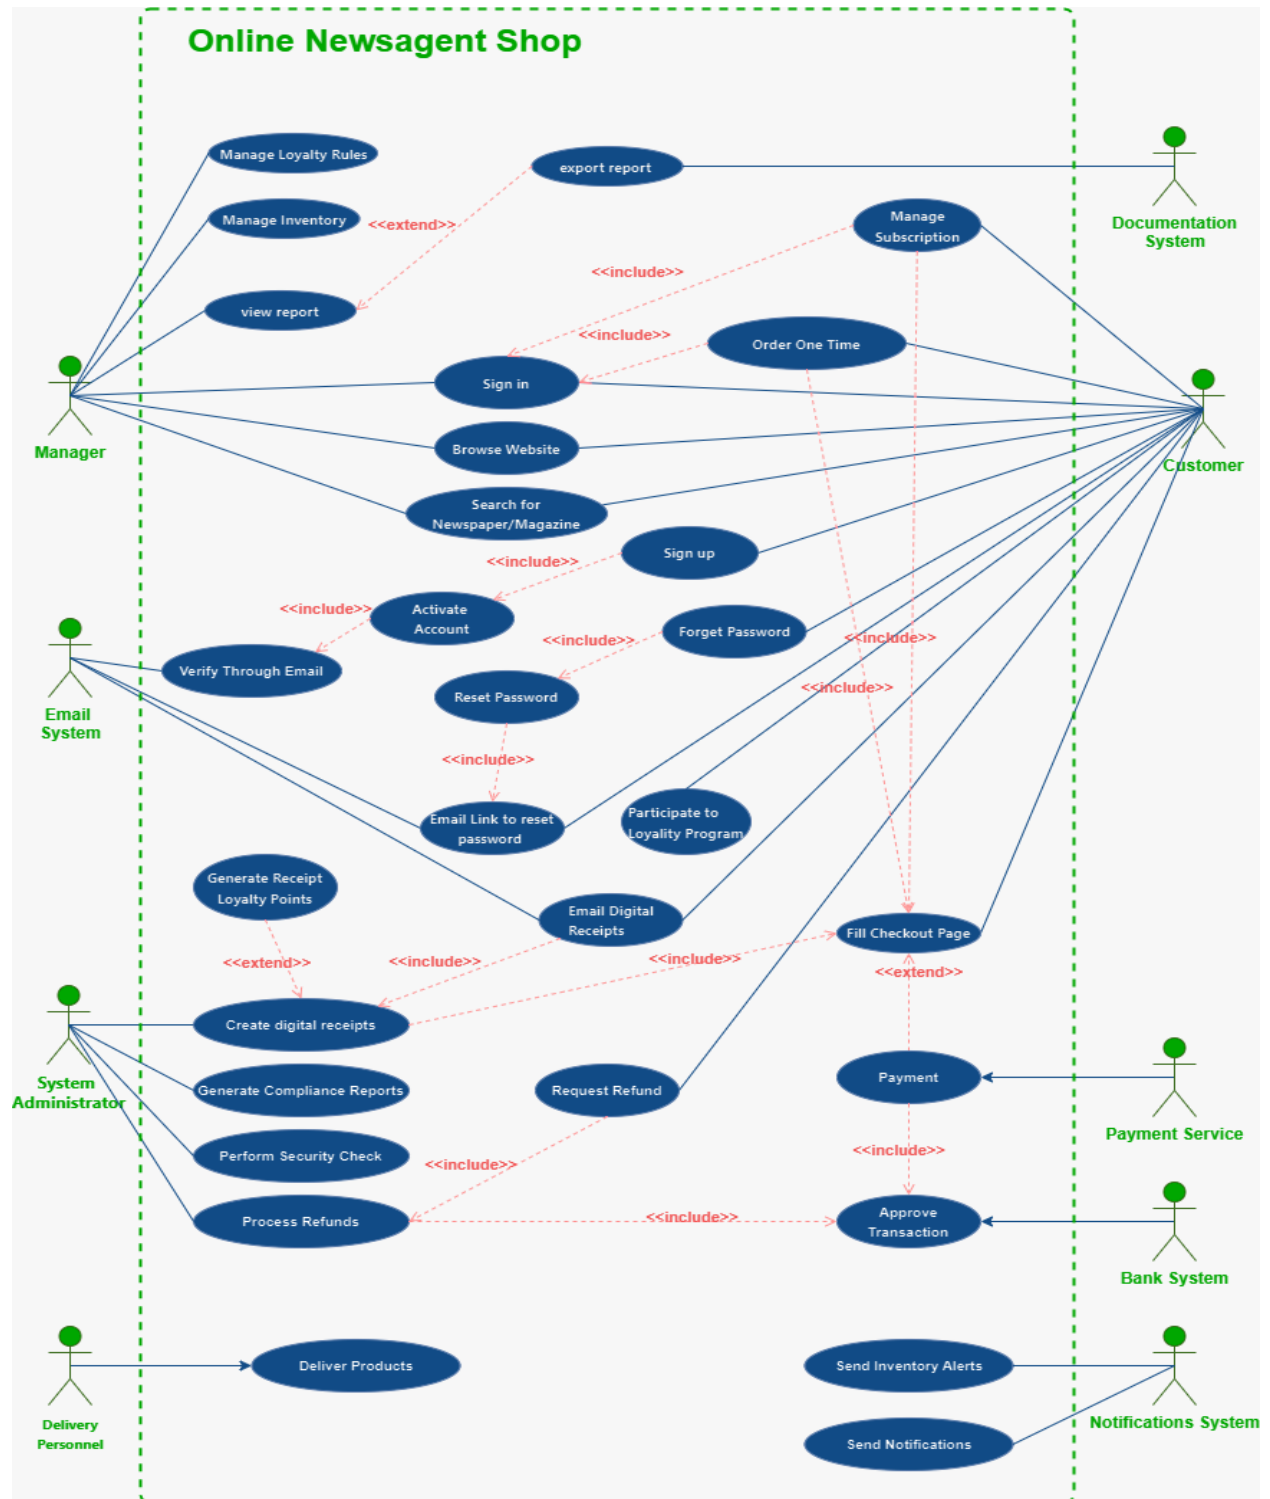 Online Newsagent Shop
Manage Loyalty Rules
export report
Manage Inventory
<<extend>>
Manage
Subscription
Documentation
System
<<include>>
view report
<<include>>
Order One Time
Sign in
Manager
Browse Website
Customer
Search for
Newspaper/Magazine
Sign up
<<include>>
Activate
Account
<<include>>
Forget Password
<<include>>
<<include>>
Verify Through Email
Reset Password
<<include>>
Email
System
<<include>>
Email Link to reset
password
Participate to
Loyality Program
Generate Receipt
Loyalty Points
Email Digital
Receipts
Fill Checkout Page
<<extend>>
<<include>>
<<include>>
<<extend>>
Create digital receipts
System
Administrator
Generate Compliance Reports
Request Refund
Payment
Payment Service
Perform Security Check
<<include>>
<<include>>
Process Refunds
<<include>>
Approve
Transaction
Bank System
Deliver Products
Send Inventory Alerts
Delivery
Personnel
Notifications System
Send Notifications